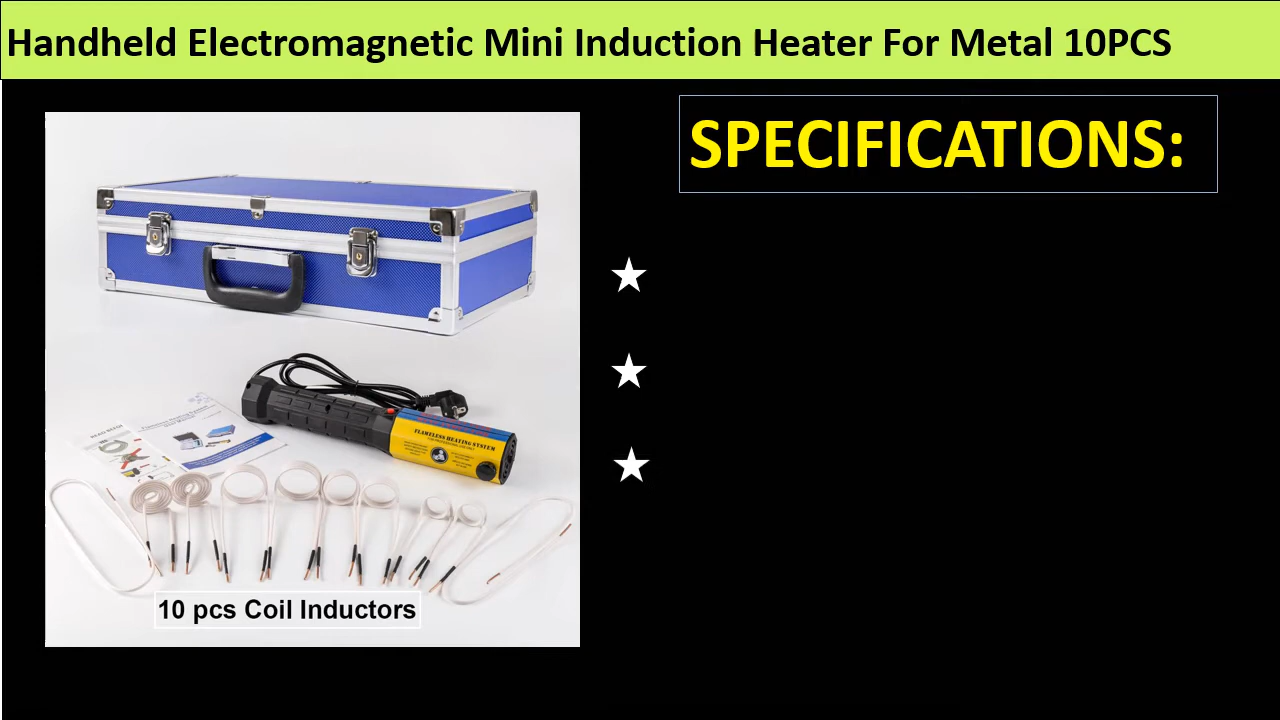 Handheld Electromagnetic Mini Induction Heater For Metal 10PCS
SPECIFICATIONS:
FLAMELESS HEATING SYSTEM
10 pcs Coil Inductors